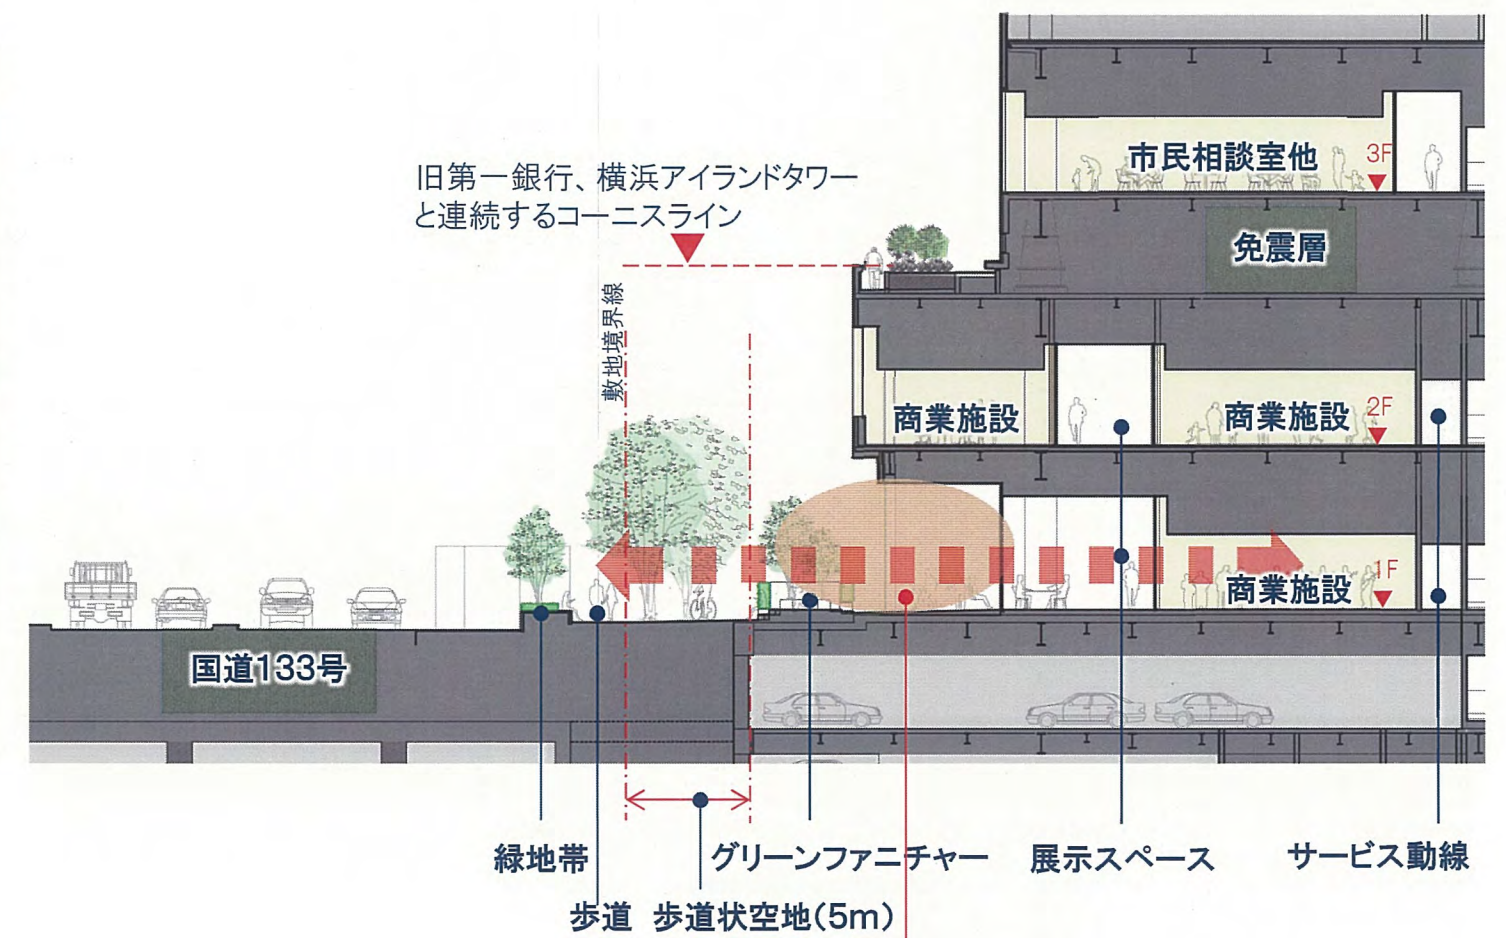 市民相談室他
3F
旧第一銀行、横浜アイランドタワー
と連続するコーニスライン
免震層
敷地境界線
商業施設
商業施設
2F
商業施設
1F
国道133号
緑地帯
グリーンファニチャー
展示スペース
サービス動線
歩道
歩道状空地(5m)